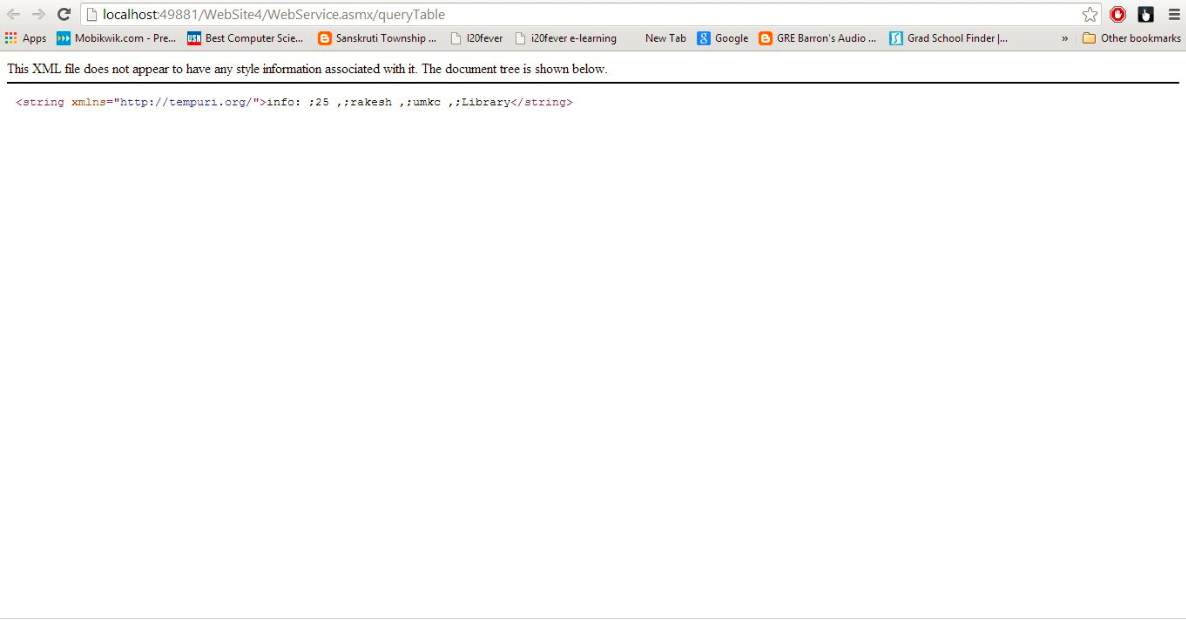 localhost:49881/WebSite4/WebService.asmx/queryTable
Apps Mobikwik.com - Pre... USN Best Computer Scie... Sanskruti Township ... I20fever i20fever e-learning New Tab Google GRE Barron's Audio ... Grad School Finder |... » Other bookmarks
This XML file does not appear to have any style information associated with it. The document tree is shown below.
<string xmlns="http://tempuri.org/">info: ;25 ,;rakesh ,;umkc ,;Library</string>